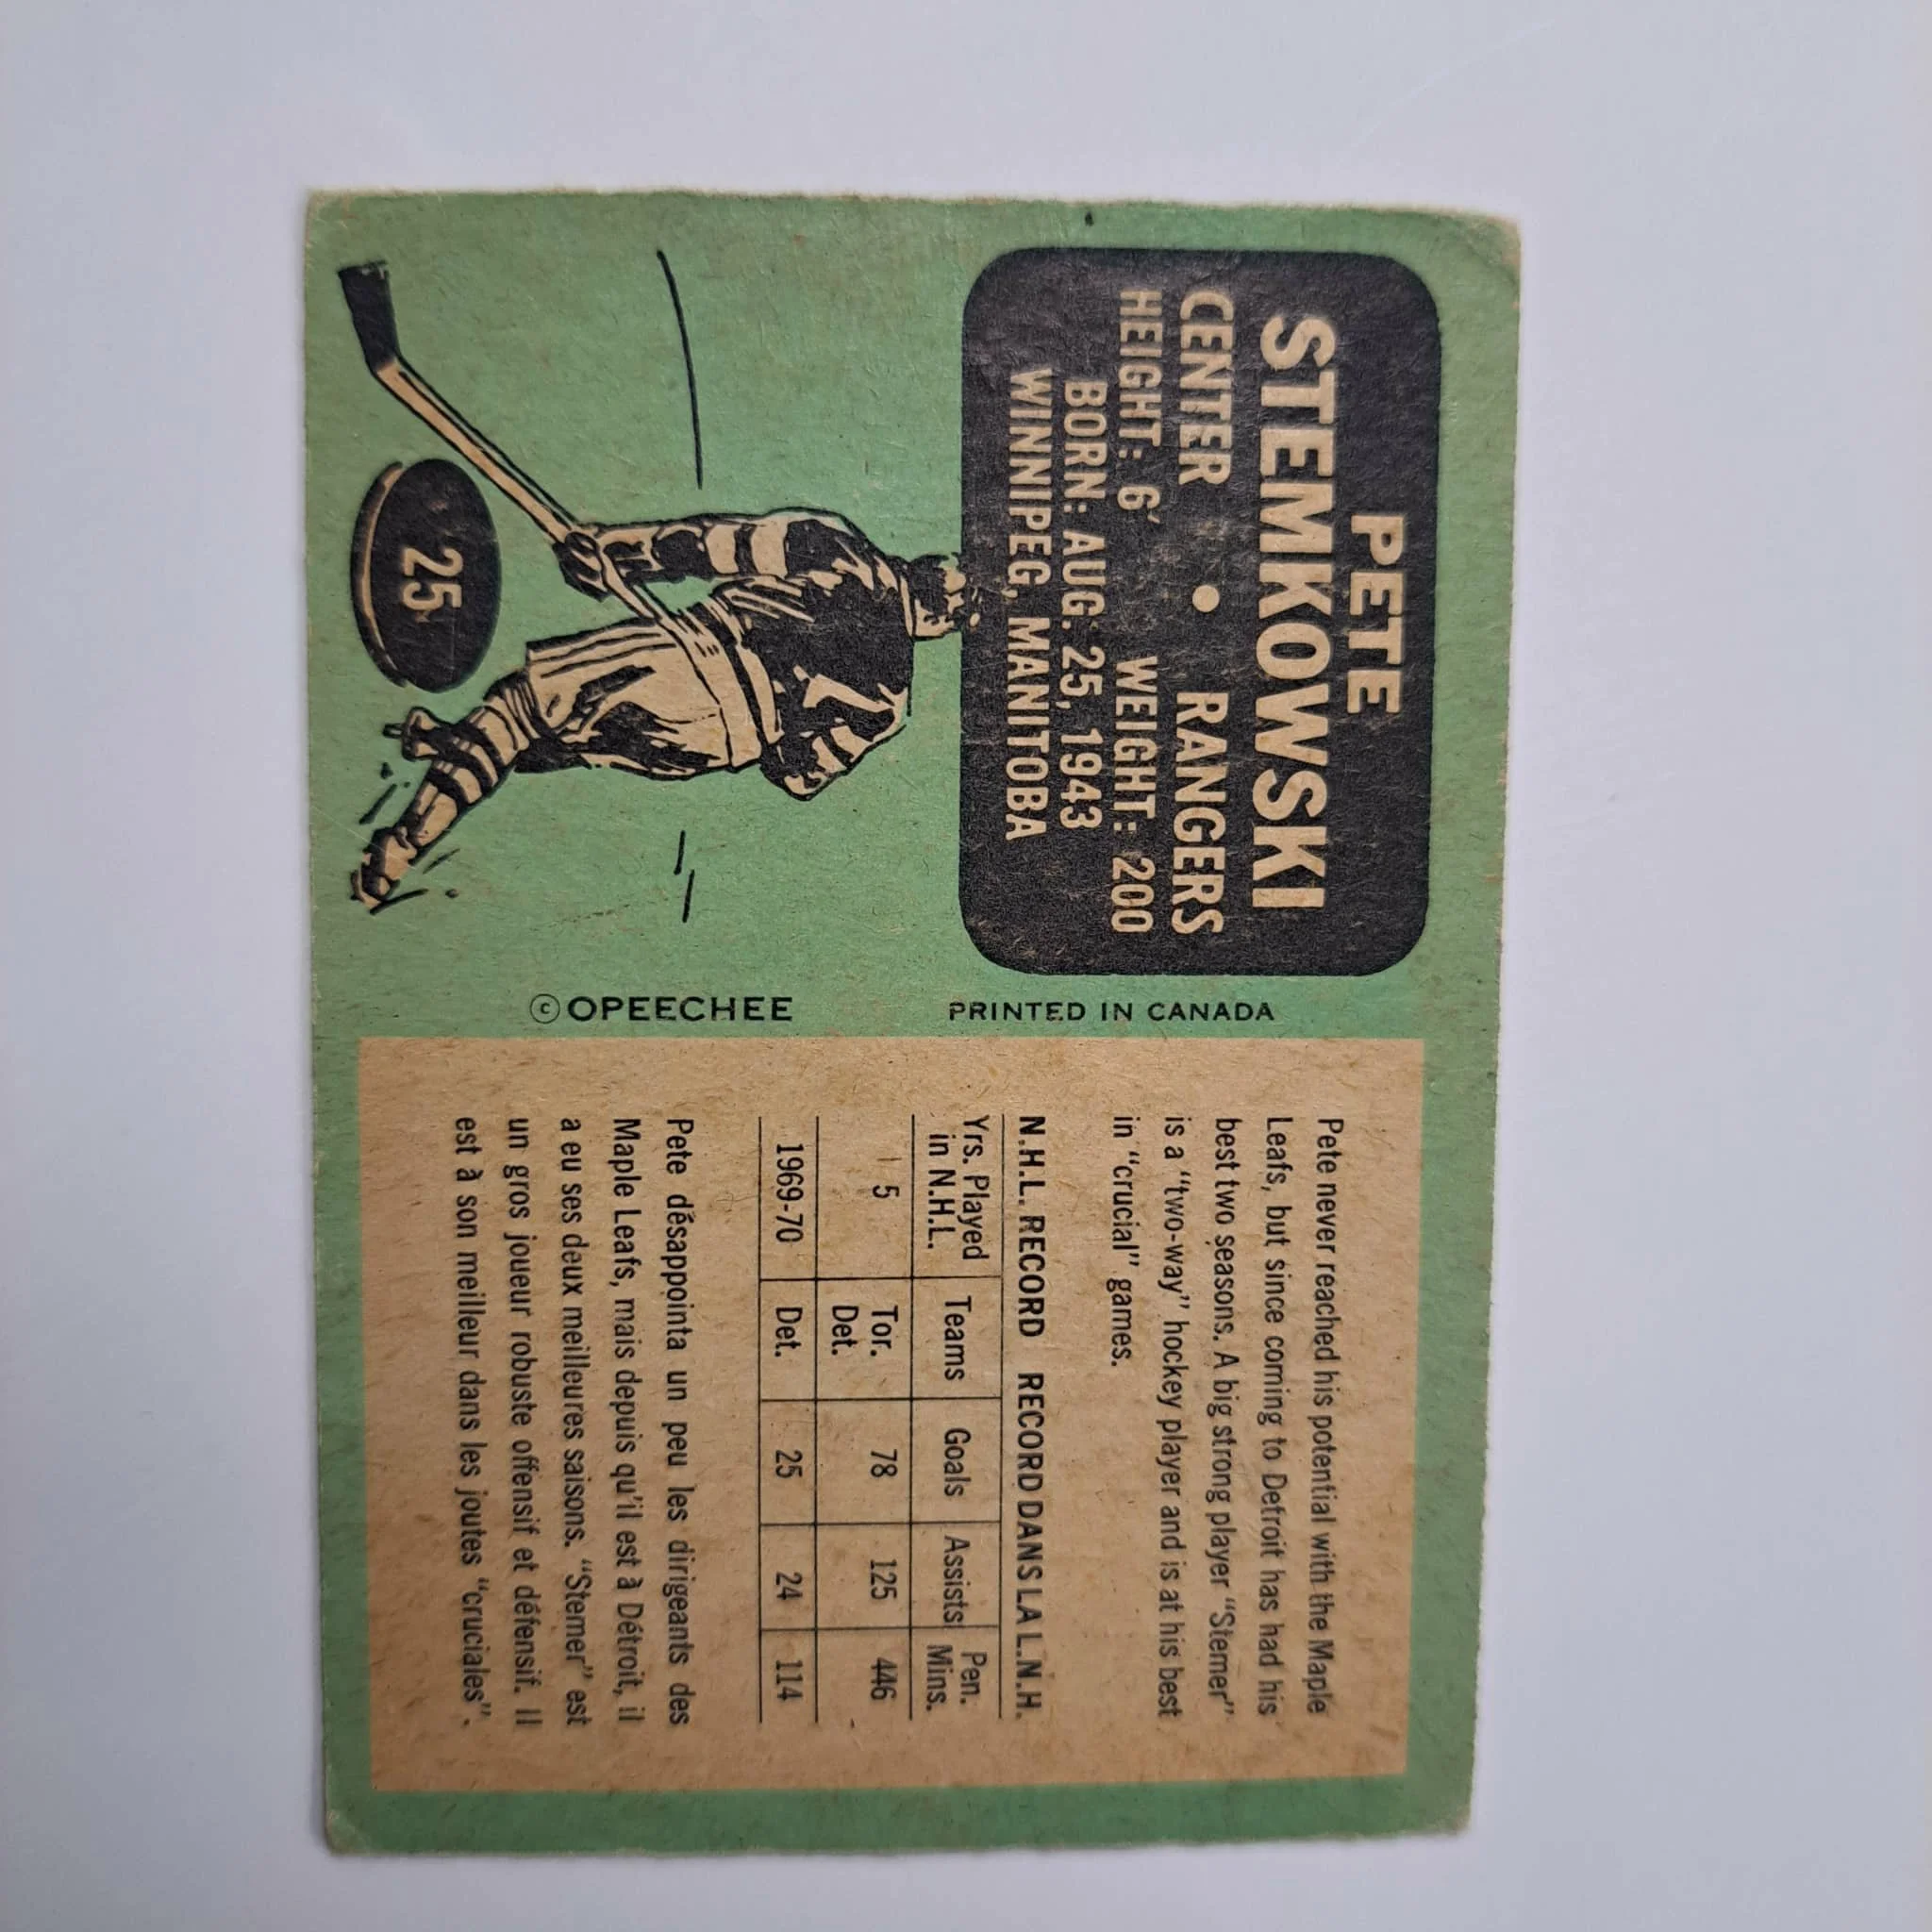 PETE
STEMKOWSKI
CENTER • RANGERS
HEIGHT: 6' WEIGHT: 200
BORN: AUG. 25, 1943
WINNIPEG, MANITOBA
25
© OPEECHEE
PRINTED IN CANADA
Pete never reached his potential with the Maple
Leafs, but since coming to Detroit has had his
best two seasons. A big strong player "Stemer"
is a "two-way" hockey player and is at his best
in "crucial" games.
N.H.L. RECORD RECORD DANS LA L.N.H.
Yrs. Played in N.H.L. Teams Goals Assists Pen. Mins.
5 Tor. 78 125 446
Det.
1969-70 Det. 25 24 114
Pete désappointa un peu les dirigeants des
Maple Leafs, mais depuis qu'il est à Détroit, il
a eu ses deux meilleures saisons. "Stemer" est
un gros joueur robuste offensif et défensif. Il
est à son meilleur dans les joutes "cruciales".